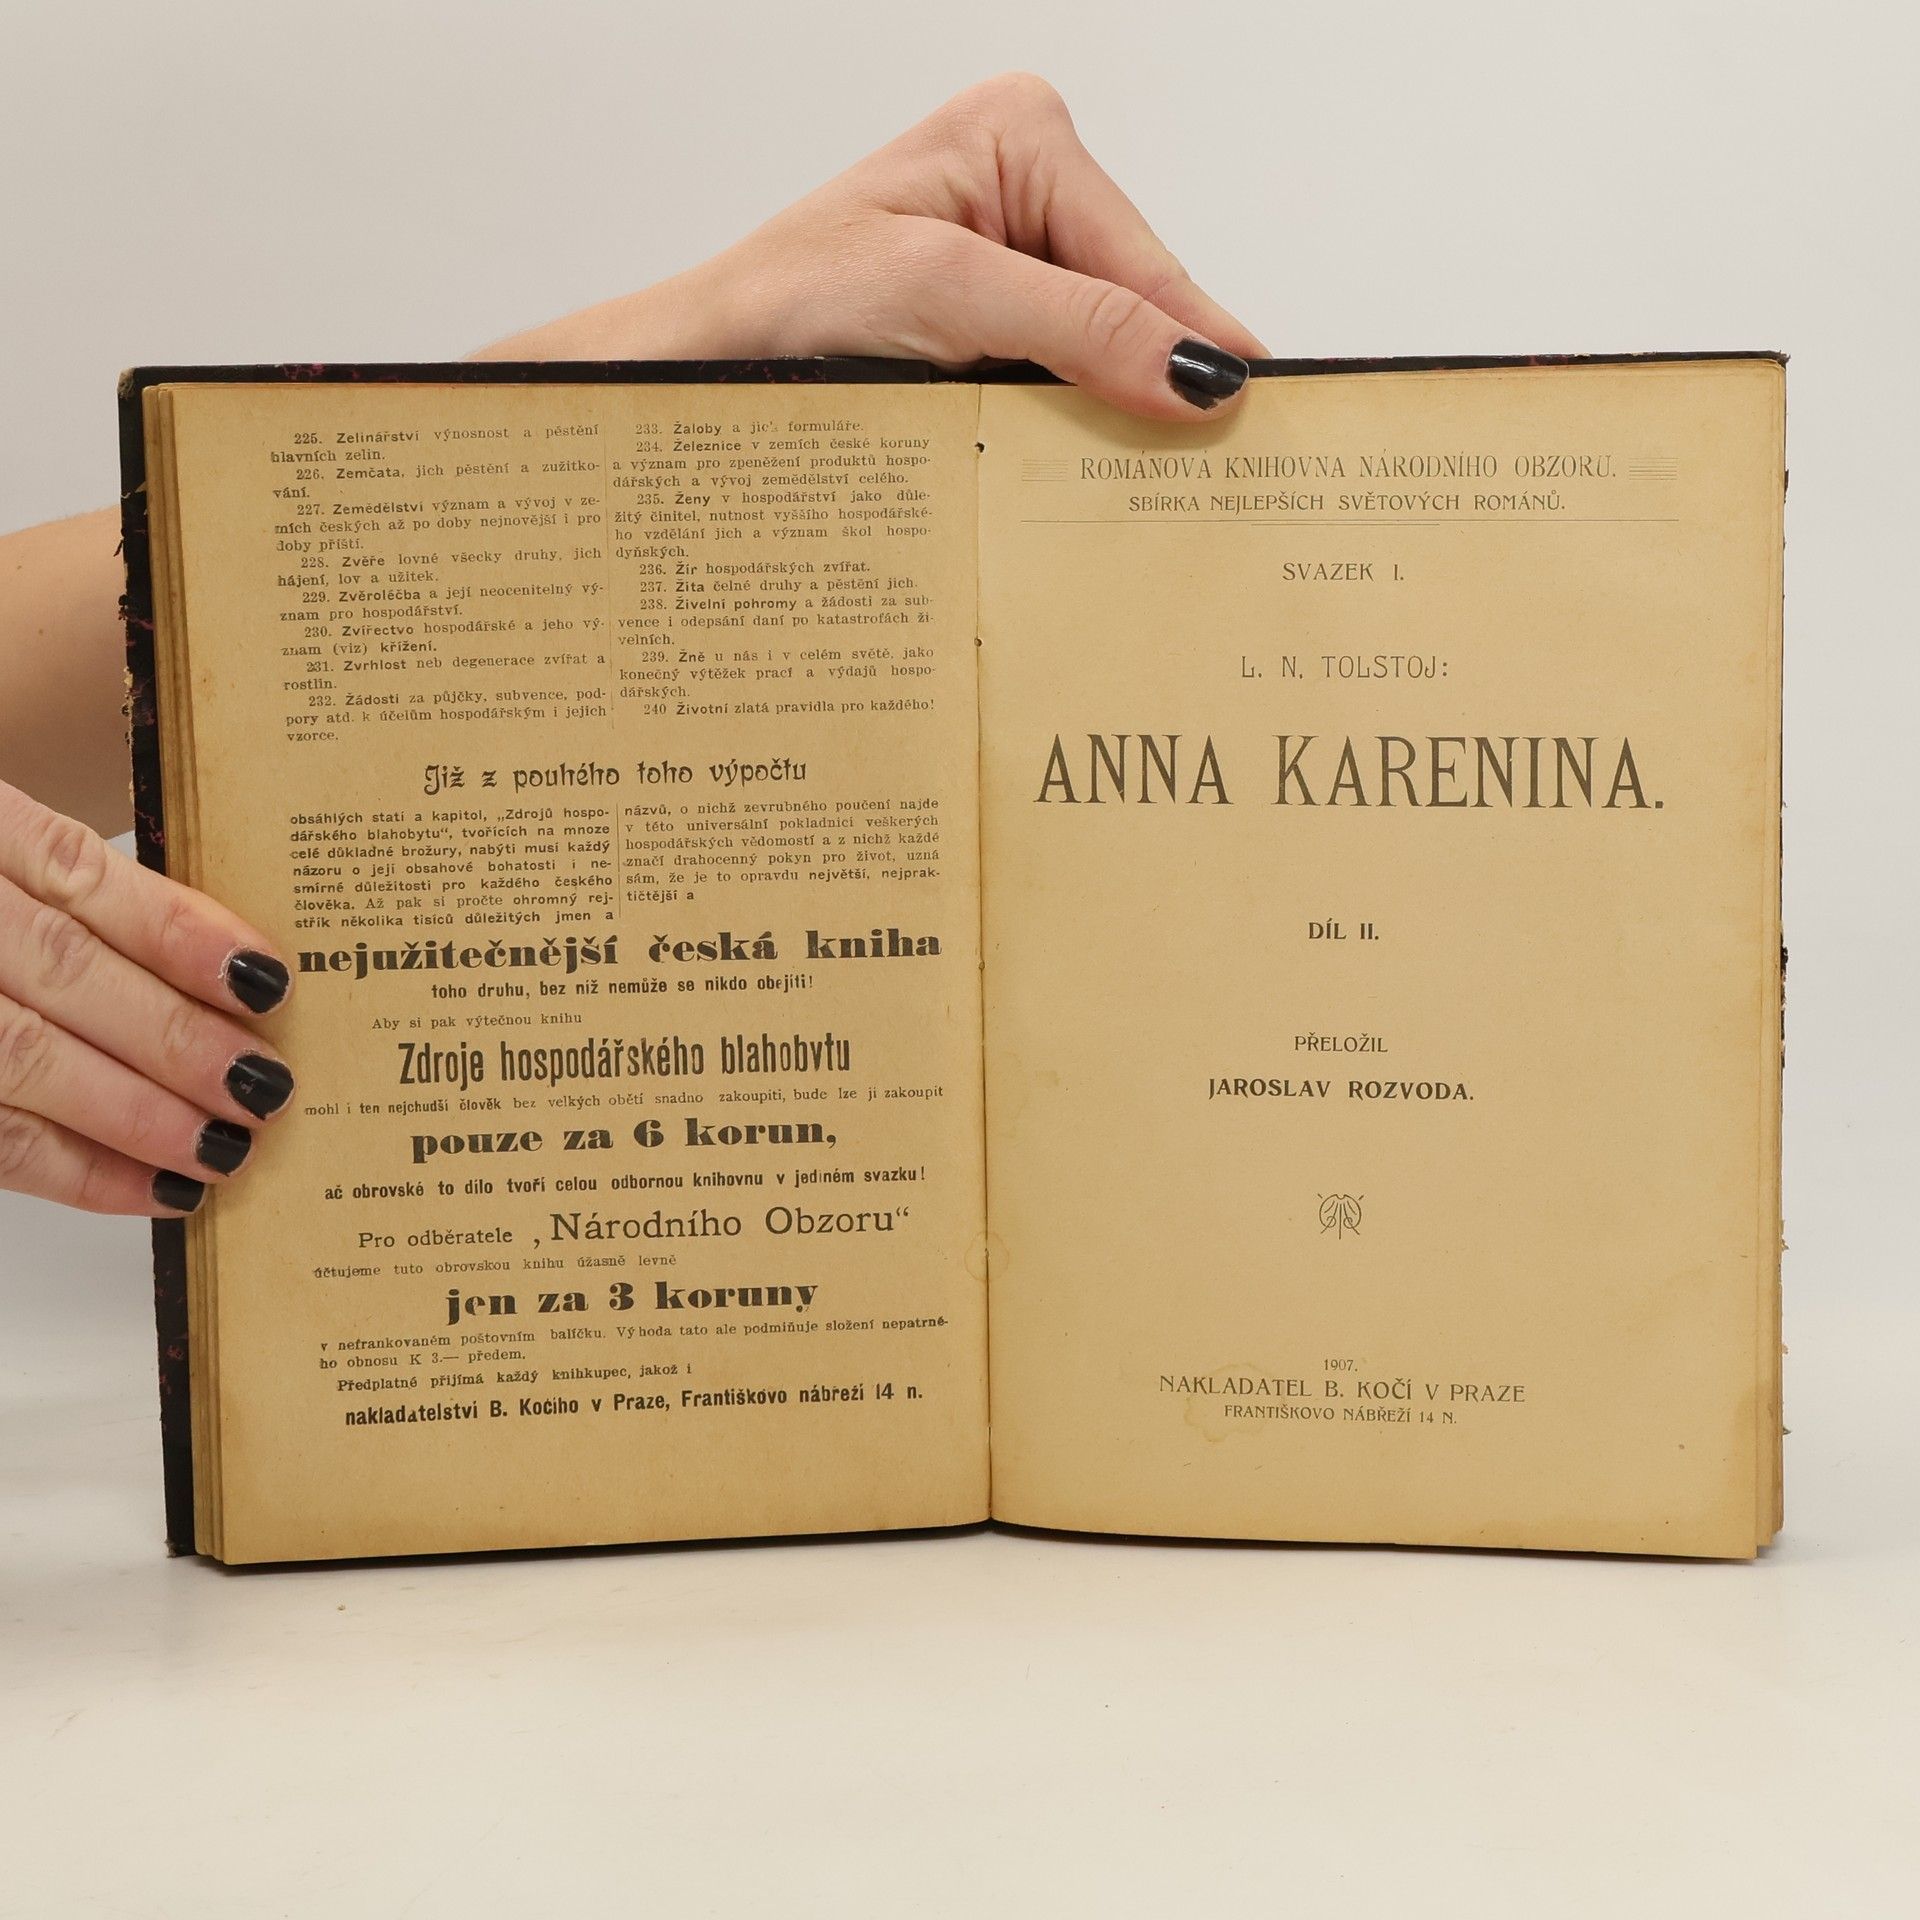 225. Zelinářství výnosnost a pěstění
hlavních zelin.
226. Zemčata, jich pěstění a zužitko-
vání.
227. Zemědělství význam a vývoj v ze-
mích českých až po doby nejnovější i pro
doby příští.
228. Zvěře lovné všecky druhy, jich
hájení, lov a užitek.
229. Zvěroléčba a její neocenitelný vý-
znam pro hospodářství.
230. Zvířectvo hospodářské a jeho vý-
znam (viz) křížení.
231. Zvrhlost neb degenerace zvířat a
rostlin.
232. Žádosti za půjčky, subvence, pod-
pory atd. k účelům hospodářským i jejich
vzorce.
233. Žaloby a jich formuláře.
234. Železnice v zemích české koruny
a význam pro zpeněžení produktů hospo-
dářských a vývoj zemědělství celého.
235. Ženy v hospodářství jako důle-
žitý činitel, nutnost vyššího hospodářské-
ho vzdělání jich a význam škol hospo-
dyňských.
236. Žír hospodářských zvířat.
237. Žita čelné druhy a pěstění jich.
238. Živelní pohromy a žádosti za sub-
vence i odepsání daní po katastrofách ži-
velních.
239. Žně u nás i v celém světě, jako
konečný výtěžek prací a výdajů hospo-
dářských.
240 Životní zlatá pravidla pro každého!
Již z pouhého toho výpočtu
obsáhlých statí a kapitol, „Zdrojů hospo-
dářského blahobytu“, tvořících na mnoze
celé důkladné brožury, nabýti musí každý
názoru o její obsahové bohatosti i ne-
smírné důležitosti pro každého českého
člověka. Až pak si pročte ohromný rej-
střík několika tisíců důležitých jmen a
názvů, o nichž zevrubného poučení najde
v této universální pokladnici veškerých
hospodářských vědomostí a z nichž každé
značí drahocenný pokyn pro život, uzná
sám, že je to opravdu největší, nejprak-
tičtější a
nejužitečnější česká kniha
toho druhu, bez niž nemůže se nikdo obejíti!
Aby si pak výtečnou knihu
Zdroje hospodářského blahobytu
mohl i ten nejchudší člověk bez velkých obětí snadno zakoupiti, bude lze ji zakoupit
pouze za 6 korun,
ač obrovské to dílo tvoří celou odbornou knihovnu v jediném svazku!
Pro odběratele „Národního Obzoru“
účtujeme tuto obrovskou knihu úžasně levně
jen za 3 koruny
v nefrankovaném poštovním balíčku. Výhoda tato ale podmiňuje složení nepatrné-
ho obnosu K 3.— předem.
Předplatné přijímá každý knihkupec, jakož i
nakladatelství B. Kočího v Praze, Františkovo nábřeží 14 n.
ROMÁNOVÁ KNIHOVNA NÁRODNÍHO OBZORU.
SBÍRKA NEJLEPŠÍCH SVĚTOVÝCH ROMÁNŮ.
SVAZEK I.
L. N. TOLSTOJ:
ANNA KARENINA.
DÍL II.
PŘELOŽIL
JAROSLAV ROZVODA.
1907.
NAKLADATEL B. KOČÍ V PRAZE
FRANTIŠKOVO NÁBŘEŽÍ 14 N.